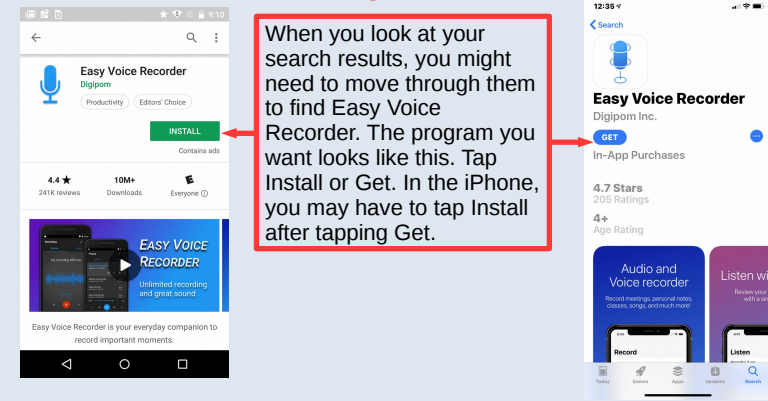 9:10
Easy Voice Recorder
Digipom
Productivity
Editors' Choice
INSTALL
Contains ads
4.4 ★
241K reviews
10M+
Downloads
E
Everyone
EASY VOICE
RECORDER
Unlimited recording
and great sound
Easy Voice Recorder is your everyday companion to
record important moments.
When you look at your
search results, you might
need to move through them
to find Easy Voice
Recorder. The program you
want looks like this. Tap
Install or Get. In the iPhone,
you may have to tap Install
after tapping Get.
12:35
Search
Easy Voice Recorder
Digipom Inc.
GET
In-App Purchases
4.7 Stars
205 Ratings
4+
Age Rating
Audio and
Voice recorder
Record meetings, personal notes,
classes, songs, and much more!
Record
Listen wi
Review your
with a si
Listen
Today
Games
Apps
Updates
Search